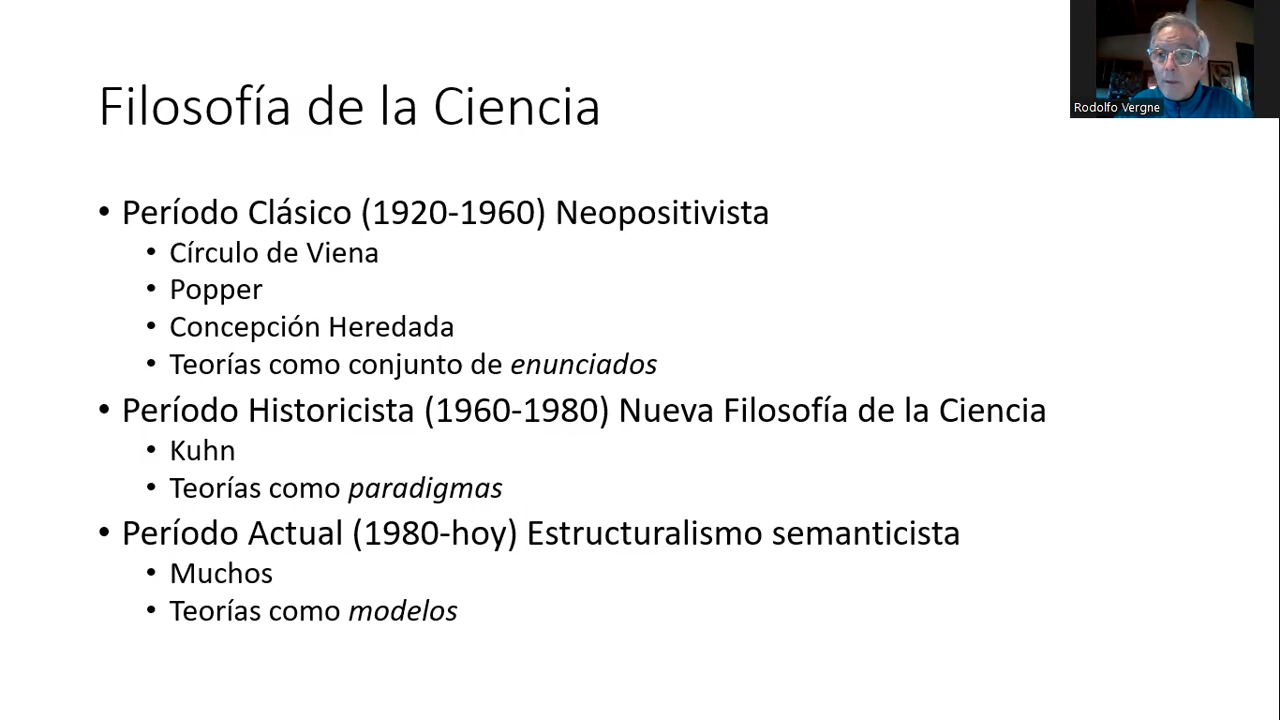 Filosofía de la Ciencia
Rodolfo Vergne
• Período Clásico (1920-1960) Neopositivista
• Círculo de Viena
• Popper
• Concepción Heredada
• Teorías como conjunto de enunciados
• Período Historicista (1960-1980) Nueva Filosofía de la Ciencia
• Kuhn
• Teorías como paradigmas
• Período Actual (1980-hoy) Estructuralismo semanticista
• Muchos
• Teorías como modelos